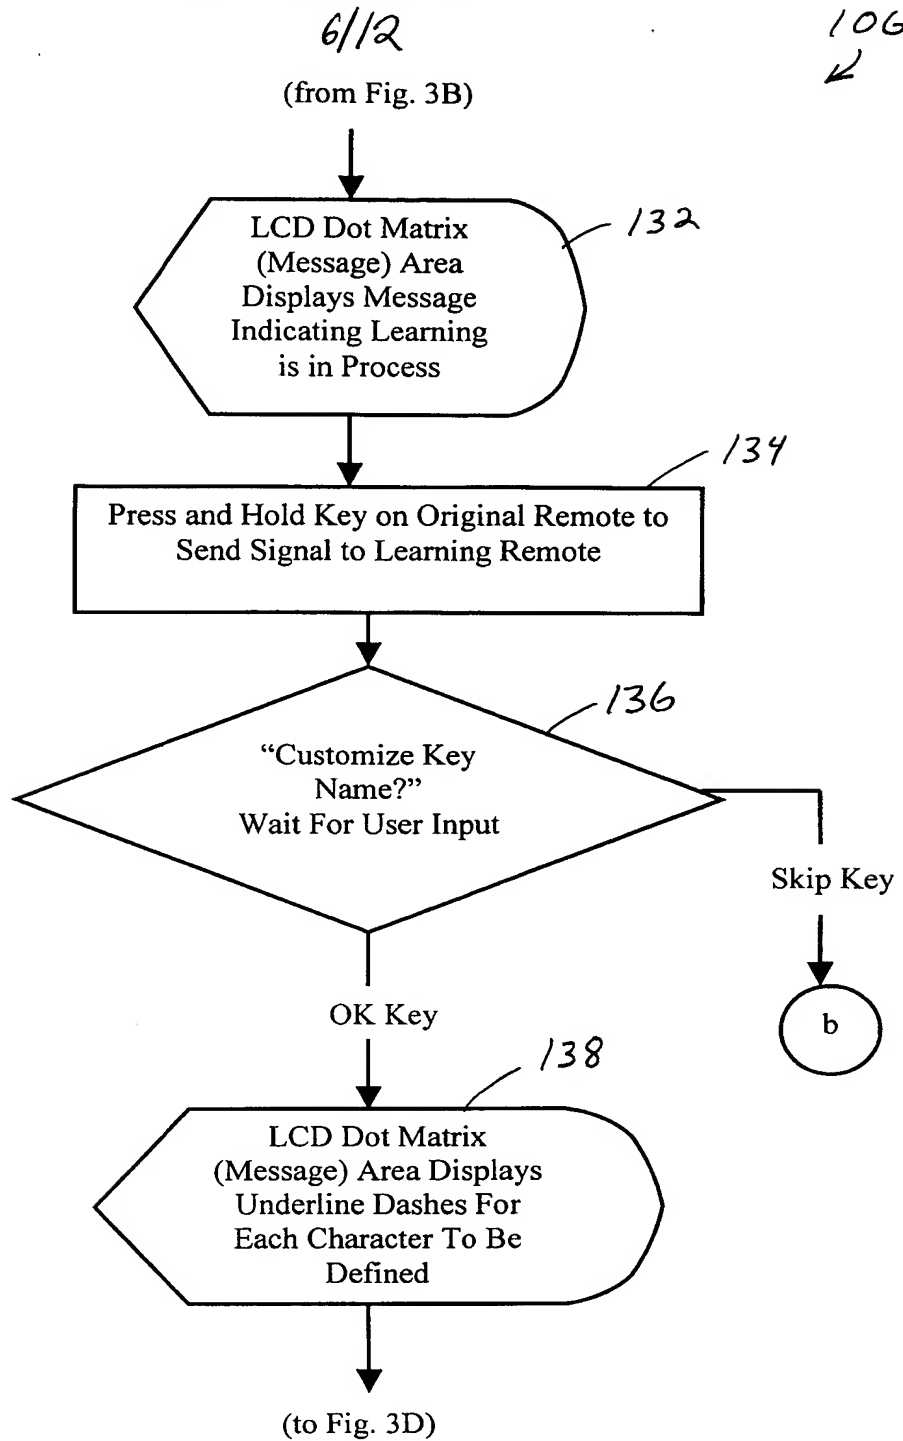 6/12
106
(from Fig. 3B)
LCD Dot Matrix
(Message) Area
Displays Message
Indicating Learning
is in Process
132
134
Press and Hold Key on Original Remote to
Send Signal to Learning Remote
136
“Customize Key
Name?”
Wait For User Input
Skip Key
b
OK Key
138
LCD Dot Matrix
(Message) Area Displays
Underline Dashes For
Each Character To Be
Defined
(to Fig. 3D)